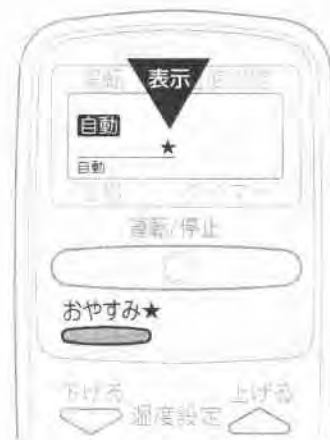 表示
自動
★
自動
運転/停止
おやすみ★
下げる 温度設定 上げる